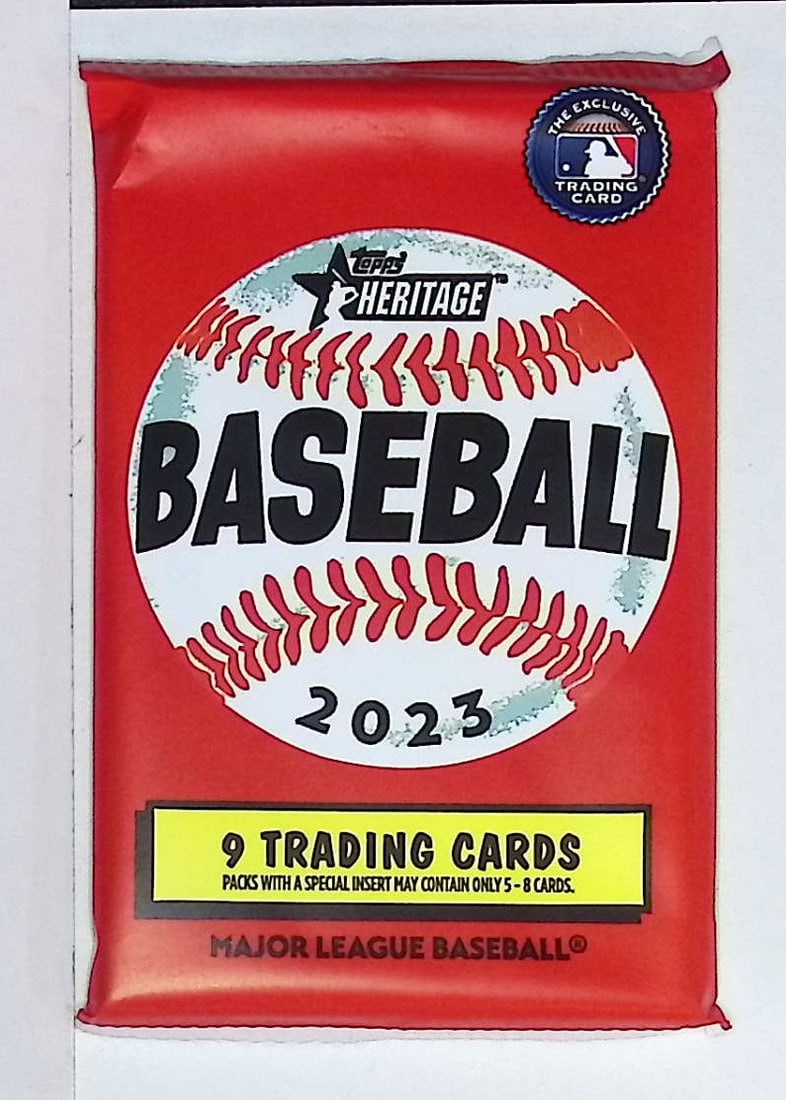 THE EXCLUSIVE
TRADING
CARD
Topps
HERITAGE™
BASEBALL
2023
9 TRADING CARDS
PACKS WITH A SPECIAL INSERT MAY CONTAIN ONLY 5 - 8 CARDS.
MAJOR LEAGUE BASEBALL®